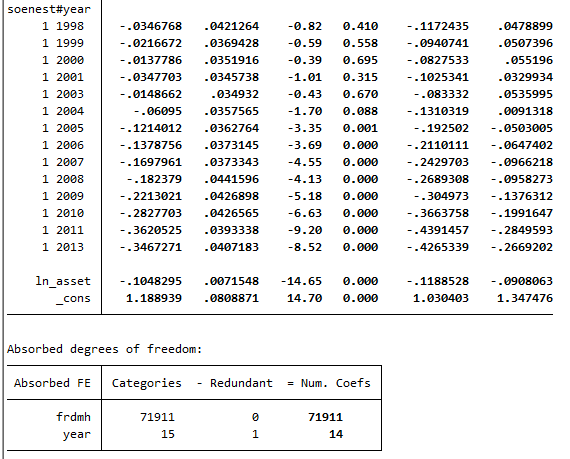 soenest#year
1 1998 -.0346768 .0421264 -0.82 0.410 -.1172435 .0478899
1 1999 -.0216672 .0369428 -0.59 0.558 -.0940741 .0507396
1 2000 -.0137786 .0351916 -0.39 0.695 -.0827533 .055196
1 2001 -.0347703 .0345738 -1.01 0.315 -.1025341 .0329934
1 2003 -.0148662 .034932 -0.43 0.670 -.083332 .0535995
1 2004 -.06095 .0357565 -1.70 0.088 -.1310319 .0091318
1 2005 -.1214012 .0362764 -3.35 0.001 -.192502 -.0503005
1 2006 -.1378756 .0373145 -3.69 0.000 -.2110111 -.0647402
1 2007 -.1697961 .0373343 -4.55 0.000 -.2429703 -.0966218
1 2008 -.182379 .0441596 -4.13 0.000 -.2689308 -.0958273
1 2009 -.2213021 .0426898 -5.18 0.000 -.304973 -.1376312
1 2010 -.2827703 .0426565 -6.63 0.000 -.3663758 -.1991647
1 2011 -.3620525 .0393338 -9.20 0.000 -.4391457 -.2849593
1 2013 -.3467271 .0407183 -8.52 0.000 -.4265339 -.2669202
ln_asset -.1048295 .0071548 -14.65 0.000 -.1188528 -.0908063
_cons 1.188939 .0808871 14.70 0.000 1.030403 1.347476
Absorbed degrees of freedom:
Absorbed FE Categories - Redundant = Num. Coefs
frdmh 71911 0 71911
year 15 1 14